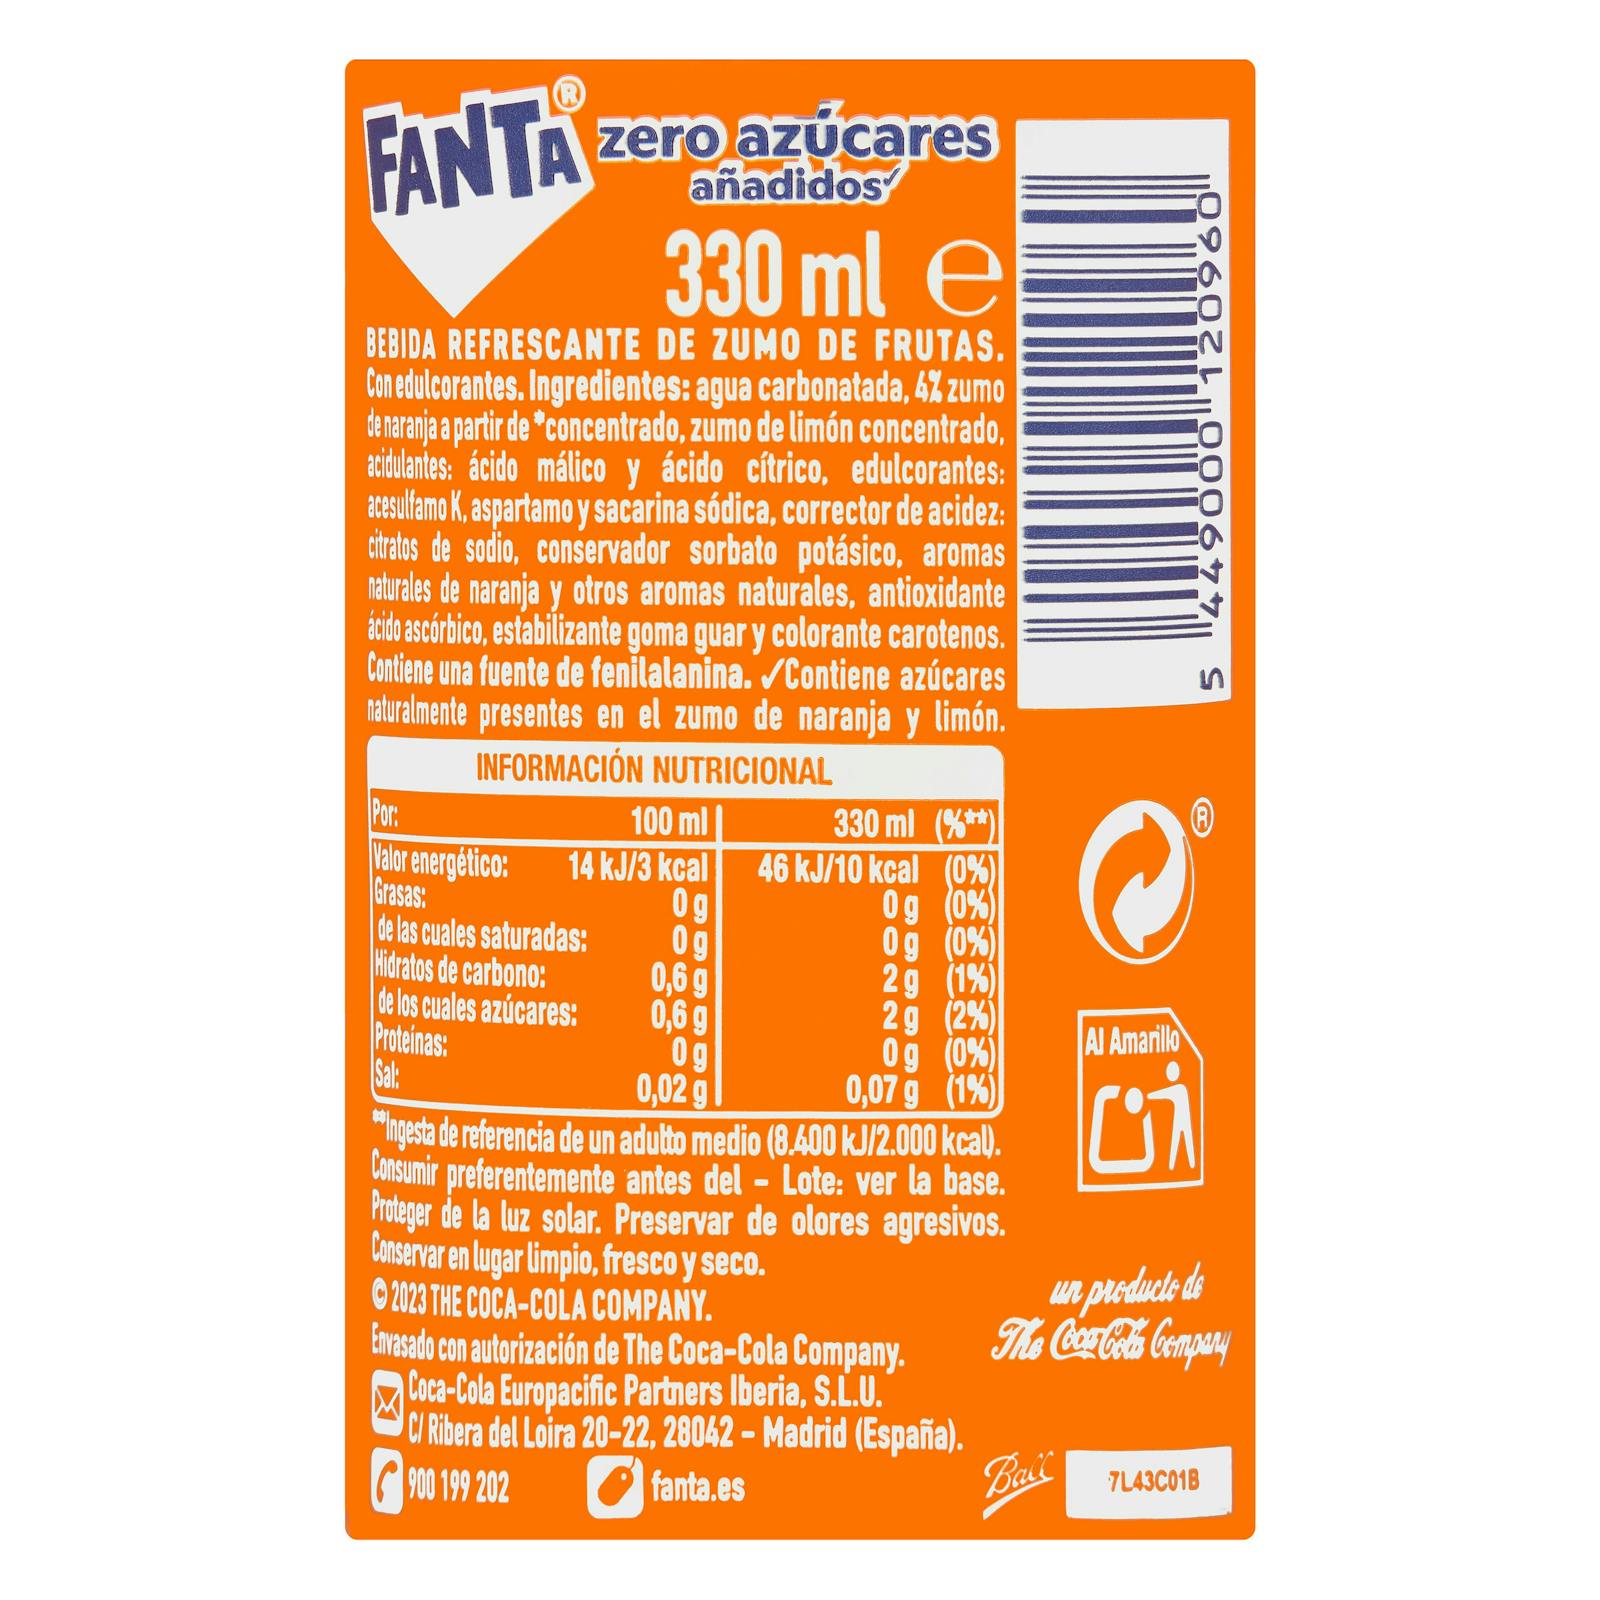 FANTA® zero azúcares
añadidos✓
330 ml ℮
BEBIDA REFRESCANTE DE ZUMO DE FRUTAS.
Con edulcorantes. Ingredientes: agua carbonatada, 4% zumo
de naranja a partir de *concentrado, zumo de limón concentrado,
acidulantes: ácido málico y ácido cítrico, edulcorantes:
acesulfamo K, aspartamo y sacarina sódica, corrector de acidez:
citratos de sodio, conservador sorbato potásico, aromas
naturales de naranja y otros aromas naturales, antioxidante
ácido ascórbico, estabilizante goma guar y colorante carotenos.
Contiene una fuente de fenilalanina. ✓Contiene azúcares
naturalmente presentes en el zumo de naranja y limón.
INFORMACIÓN NUTRICIONAL
Por: 100 ml 330 ml (%**)
Valor energético: 14 kJ/3 kcal 46 kJ/10 kcal (0%)
Grasas: 0 g 0 g (0%)
de las cuales saturadas: 0 g 0 g (0%)
Hidratos de carbono: 0,6 g 2 g (1%)
de los cuales azúcares: 0,6 g 2 g (2%)
Proteínas: 0 g 0 g (0%)
Sal: 0,02 g 0,07 g (1%)
**Ingesta de referencia de un adulto medio (8.400 kJ/2.000 kcal).
Consumir preferentemente antes del - Lote: ver la base.
Proteger de la luz solar. Preservar de olores agresivos.
Conservar en lugar limpio, fresco y seco.
© 2023 THE COCA-COLA COMPANY.
Envasado con autorización de The Coca-Cola Company.
Coca-Cola Europacific Partners Iberia, S.L.U.
C/ Ribera del Loira 20-22, 28042 - Madrid (España).
900 199 202 fanta.es
5 449000 120960
®
Al Amarillo
un producto de
The Coca-Cola Company
Ball 7L43C01B